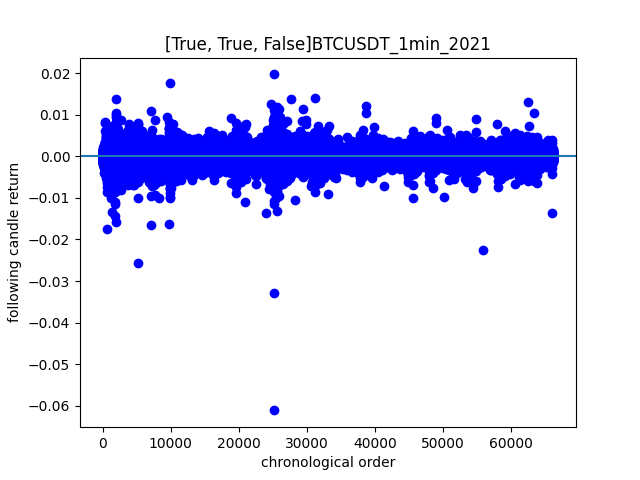 [True, True, False]BTCUSDT_1min_2021
0.02
0.01
0.00
−0.01
−0.02
−0.03
−0.04
−0.05
−0.06
following candle return
0 10000 20000 30000 40000 50000 60000
chronological order